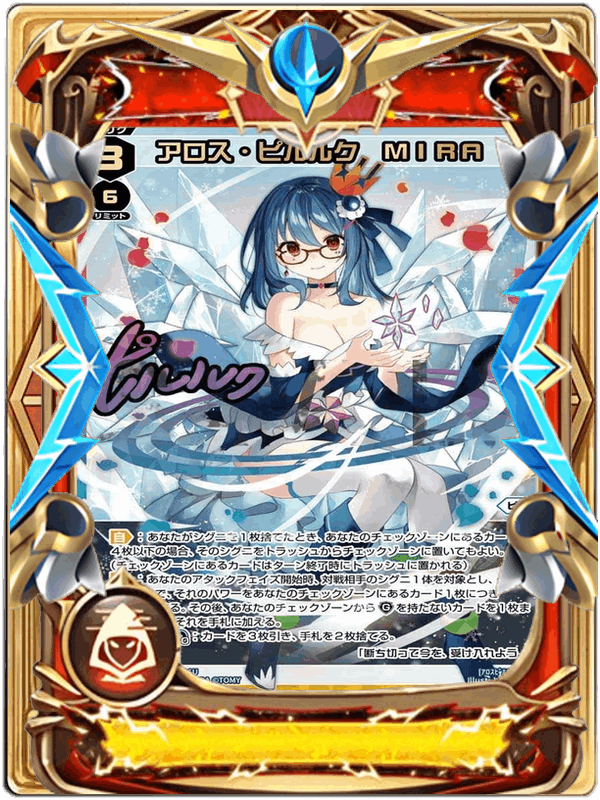 3
アロス・ピルルク MIRA
6
リミット
ピルルク
自：あなたがシグニを1枚捨てたとき、あなたのチェックゾーンにあるカー
4枚以下の場合、そのシグニをトラッシュからチェックゾーンに置いてもよい。
(チェックゾーンにあるカードはターン終了時にトラッシュに置かれる)
：あなたのアタックフェイズ開始時、対戦相手のシグニ1体を対象とし、
で、そのパワーをあなたのチェックゾーンにあるカード1枚につき
る。その後、あなたのチェックゾーンから G を持たないカードを1枚ま
それを手札に加える。
：カードを3枚引き、手札を2枚捨てる。
「断ち切って今を、受け入れよう
©TOMY